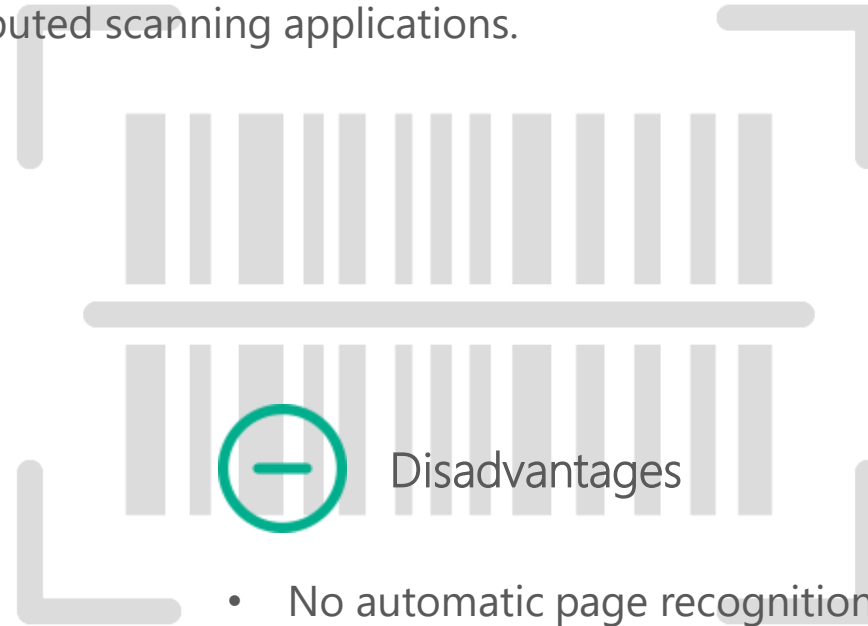 scanning applications.
Disadvantages
• No automatic page recognition